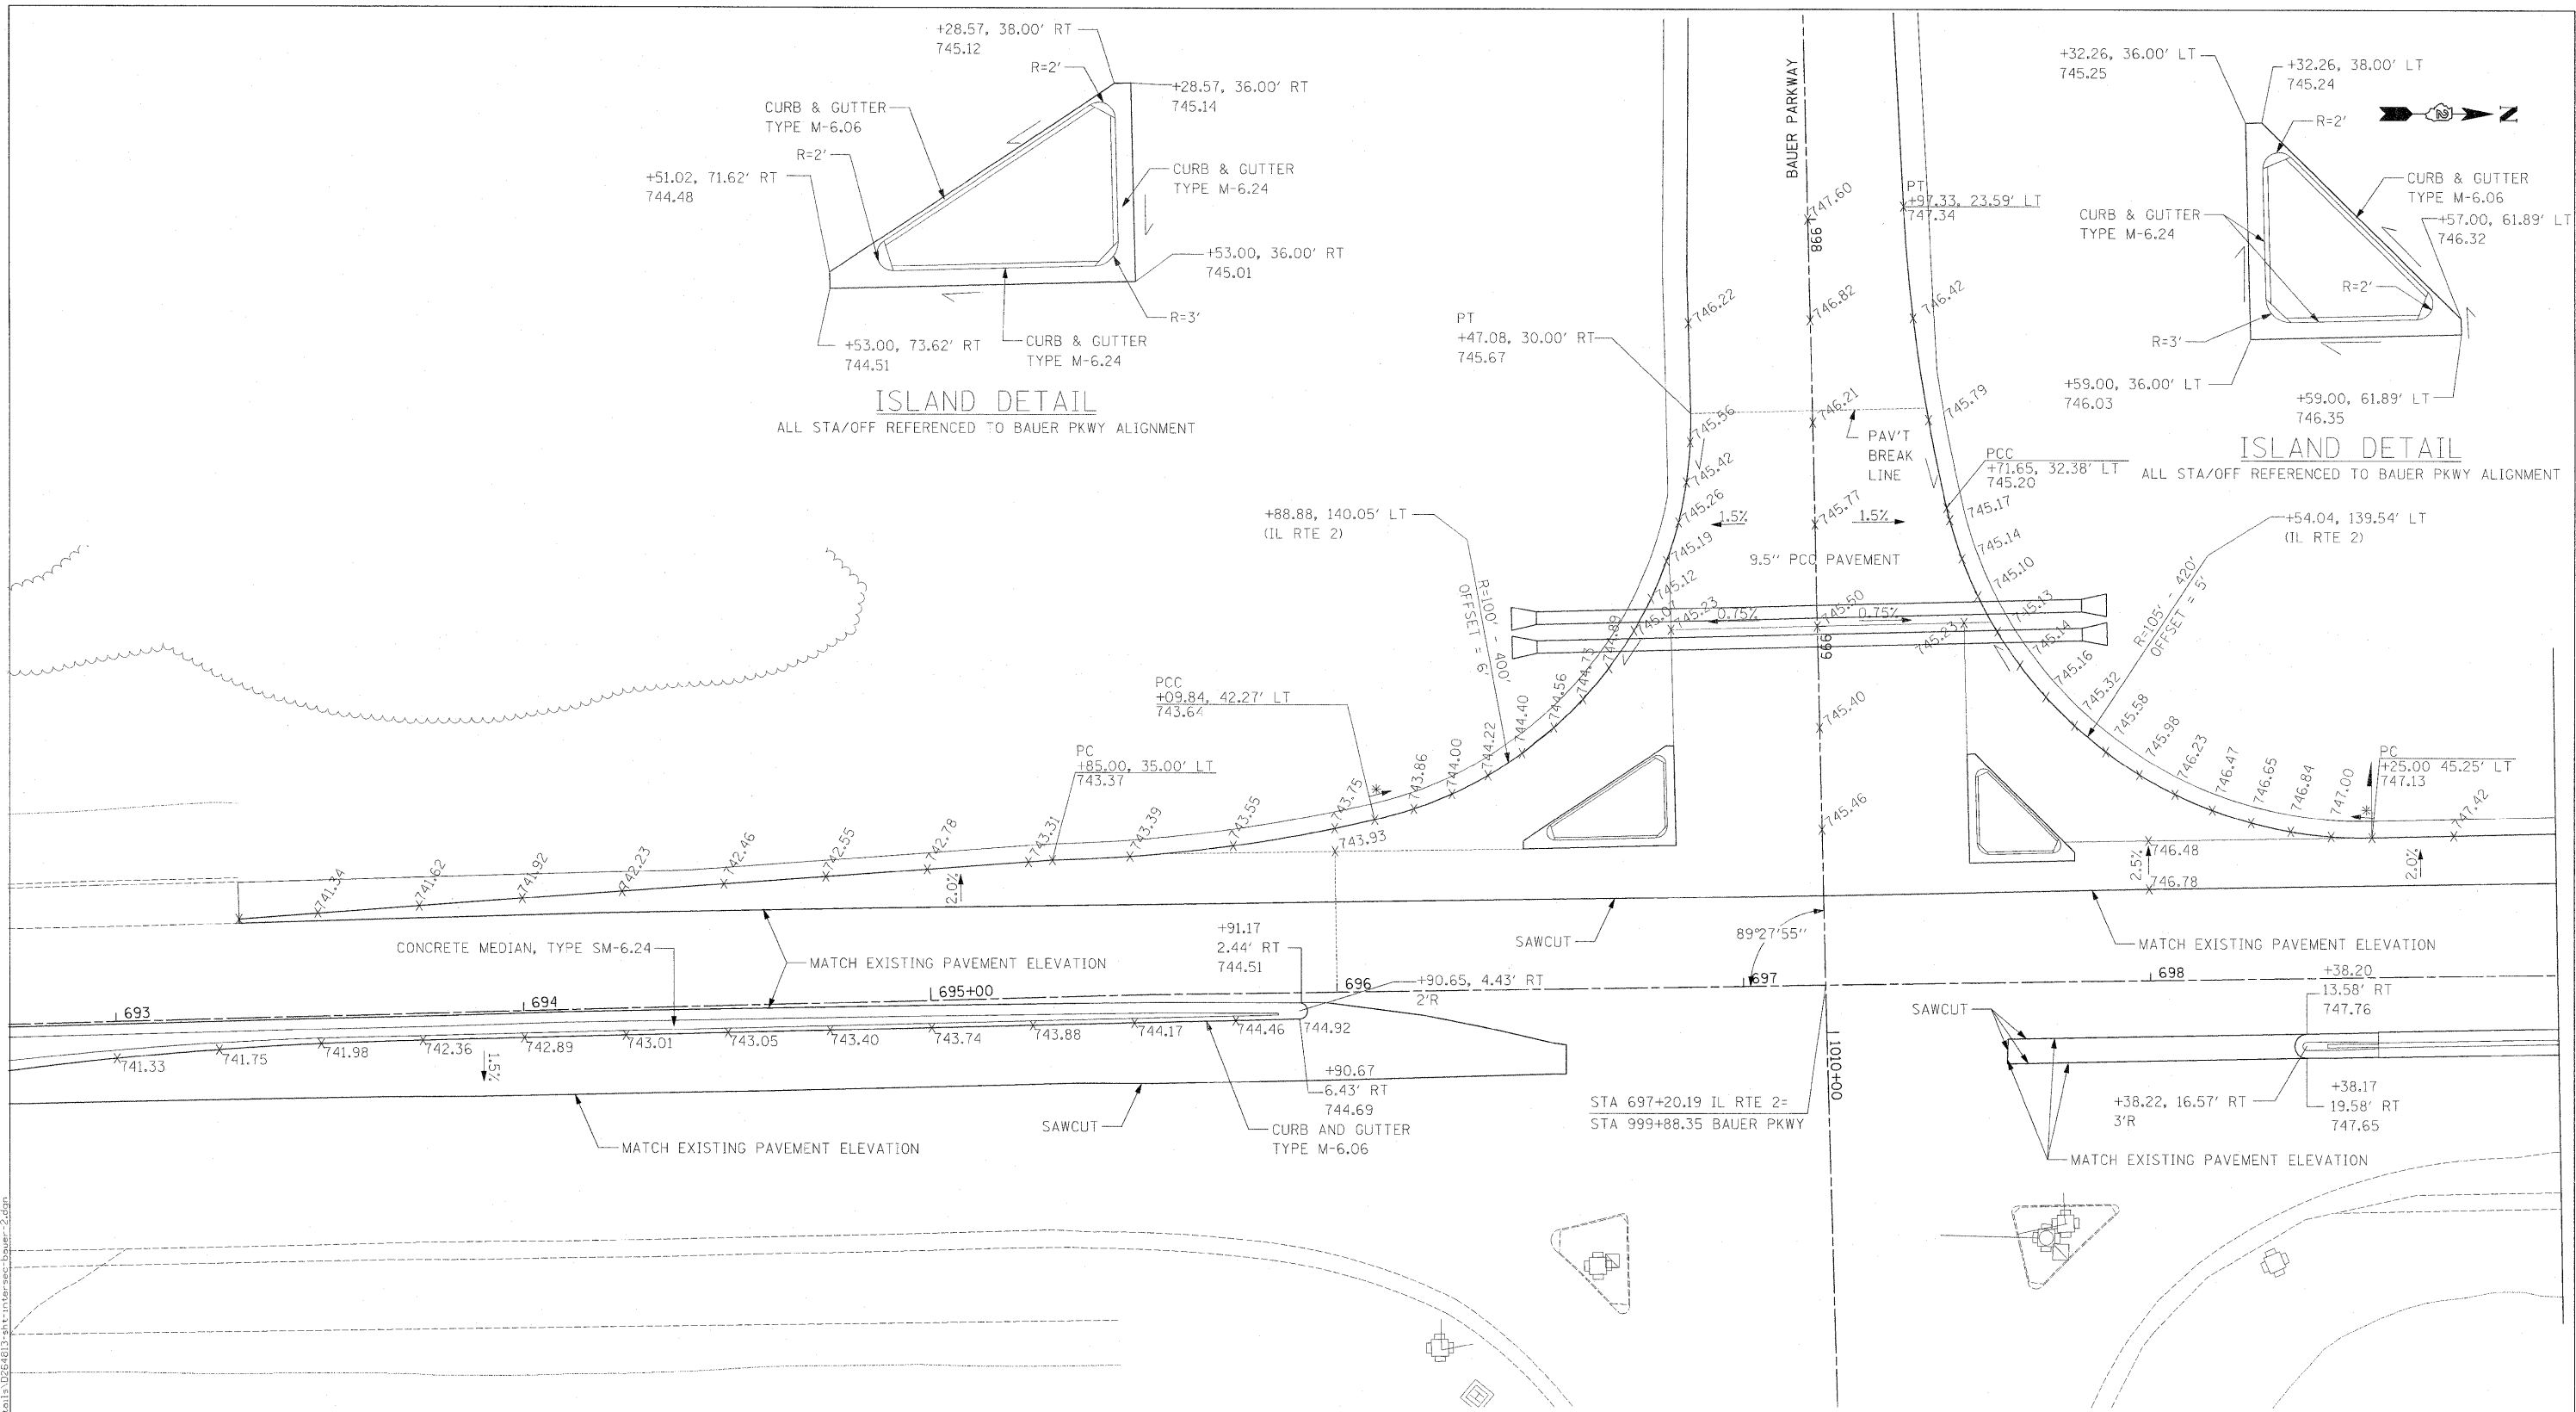 +28.57, 38.00' RT
745.12
R=2'
+28.57, 36.00' RT
745.14
CURB & GUTTER
TYPE M-6.06
R=2'
+51.02, 71.62' RT
744.48
CURB & GUTTER
TYPE M-6.24
+53.00, 36.00' RT
745.01
R=3'
+53.00, 73.62' RT
744.51
CURB & GUTTER
TYPE M-6.24
ISLAND DETAIL
ALL STA/OFF REFERENCED TO BAUER PKWY ALIGNMENT
BAUER PARKWAY
+32.26, 36.00' LT
745.25
+32.26, 38.00' LT
745.24
R=2'
2
N
CURB & GUTTER
TYPE M-6.06
CURB & GUTTER
TYPE M-6.24
+57.00, 61.89' LT
746.32
R=2'
R=3'
+59.00, 36.00' LT
746.03
+59.00, 61.89' LT
746.35
ISLAND DETAIL
ALL STA/OFF REFERENCED TO BAUER PKWY ALIGNMENT
747.60
998
PT
+97.33, 23.59' LT
747.34
746.22
746.82
746.42
PT
+47.08, 30.00' RT
745.67
745.56
746.21
745.79
PAV'T
BREAK
LINE
745.42
PCC
+71.65, 32.38' LT
745.20
745.26
1.5%
745.77
1.5%
745.17
+88.88, 140.05' LT
(IL RTE 2)
+54.04, 139.54' LT
(IL RTE 2)
745.19
9.5" PCC PAVEMENT
745.14
745.12
745.10
R=100' - 400'
OFFSET = 6'
745.07
745.23
0.75%
745.50
0.75%
745.23
745.13
999
745.14
R=105' - 420'
OFFSET = 5'
744.89
744.73
744.56
744.40
744.22
744.00
743.86
743.75
*
745.16
745.32
745.58
745.98
746.23
746.47
746.65
746.84
747.00
*
745.40
745.46
PCC
+09.84, 42.27' LT
743.64
PC
+85.00, 35.00' LT
743.37
PC
+25.00 45.25' LT
747.13
747.42
741.34
741.62
741.92
742.23
742.46
742.55
742.78
743.31
743.39
743.55
743.93
2.0%
2.5%
746.48
746.78
2.0%
CONCRETE MEDIAN, TYPE SM-6.24
MATCH EXISTING PAVEMENT ELEVATION
+91.17
2.44' RT
744.51
SAWCUT
89°27'55"
MATCH EXISTING PAVEMENT ELEVATION
693
694
695+00
696
697
698
+90.65, 4.43' RT
2'R
+38.20
13.58' RT
747.76
SAWCUT
741.33
741.75
741.98
742.36
742.89
743.01
743.05
743.40
743.74
743.88
744.17
744.46
744.92
1.5%
1010+00
+90.67
6.43' RT
744.69
SAWCUT
CURB AND GUTTER
TYPE M-6.06
MATCH EXISTING PAVEMENT ELEVATION
STA 697+20.19 IL RTE 2=
STA 999+88.35 BAUER PKWY
+38.22, 16.57' RT
3'R
+38.17
19.58' RT
747.65
MATCH EXISTING PAVEMENT ELEVATION